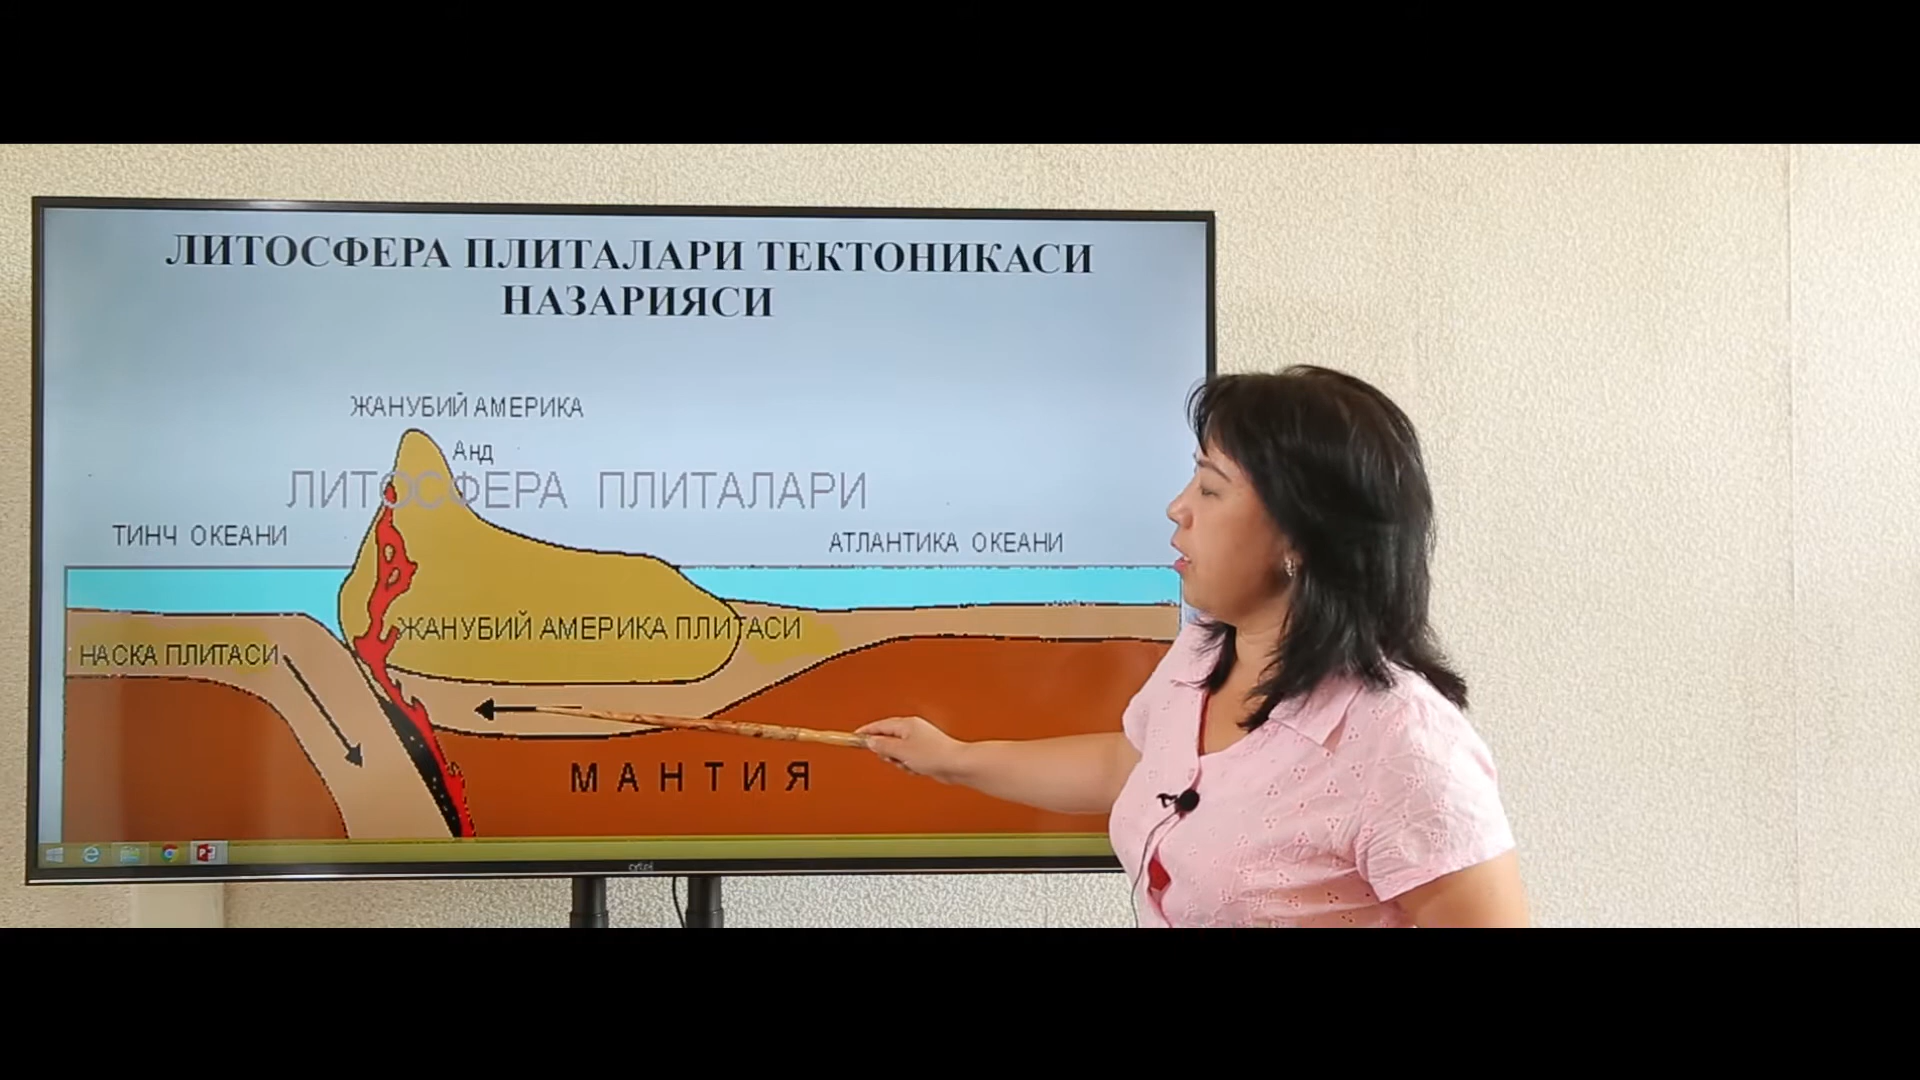 ЛИТОСФЕРА ПЛИТАЛАРИ ТЕКТОНИКАСИ
НАЗАРИЯСИ
ЖАНУБИЙ АМЕРИКА
Анд
ЛИТОСФЕРА ПЛИТАЛАРИ
ТИНЧ ОКЕАНИ
АТЛАНТИКА ОКЕАНИ
ЖАНУБИЙ АМЕРИКА ПЛИТАСИ
НАСКА ПЛИТАСИ
МАНТИЯ